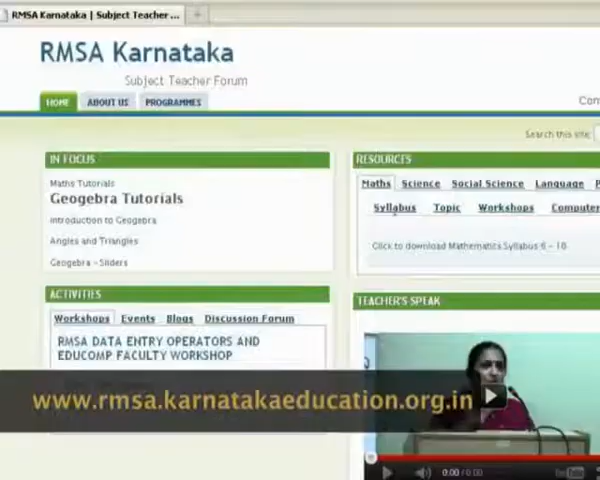 RMSA Karnataka | Subject Teacher ...
RMSA Karnataka
Subject Teacher Forum
HOME ABOUT US PROGRAMMES
Con
Search this site:
IN FOCUS
Maths Tutorials
Geogebra Tutorials
Introduction to Geogebra
Angles and Triangles
Geogebra - Sliders
RESOURCES
Maths Science Social Science Language P
Syllabus Topic Workshops Computer
Click to download Mathematics Syllabus 6 - 10
ACTIVITIES
Workshops Events Blogs Discussion Forum
RMSA DATA ENTRY OPERATORS AND
EDUCOMP FACULTY WORKSHOP
TEACHER'S SPEAK
www.rmsa.karnatakaeducation.org.in
0:00 / 0:00
You